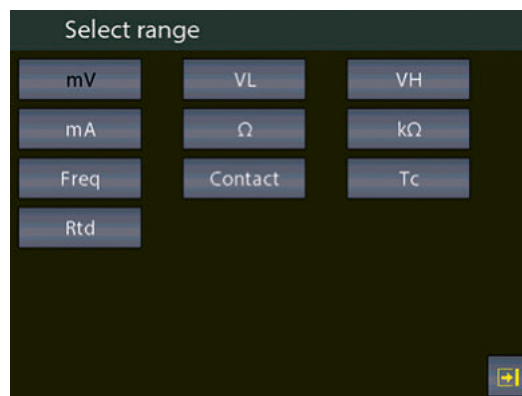 Select range
mV VL VH
mA Ω kΩ
Freq Contact Tc
Rtd